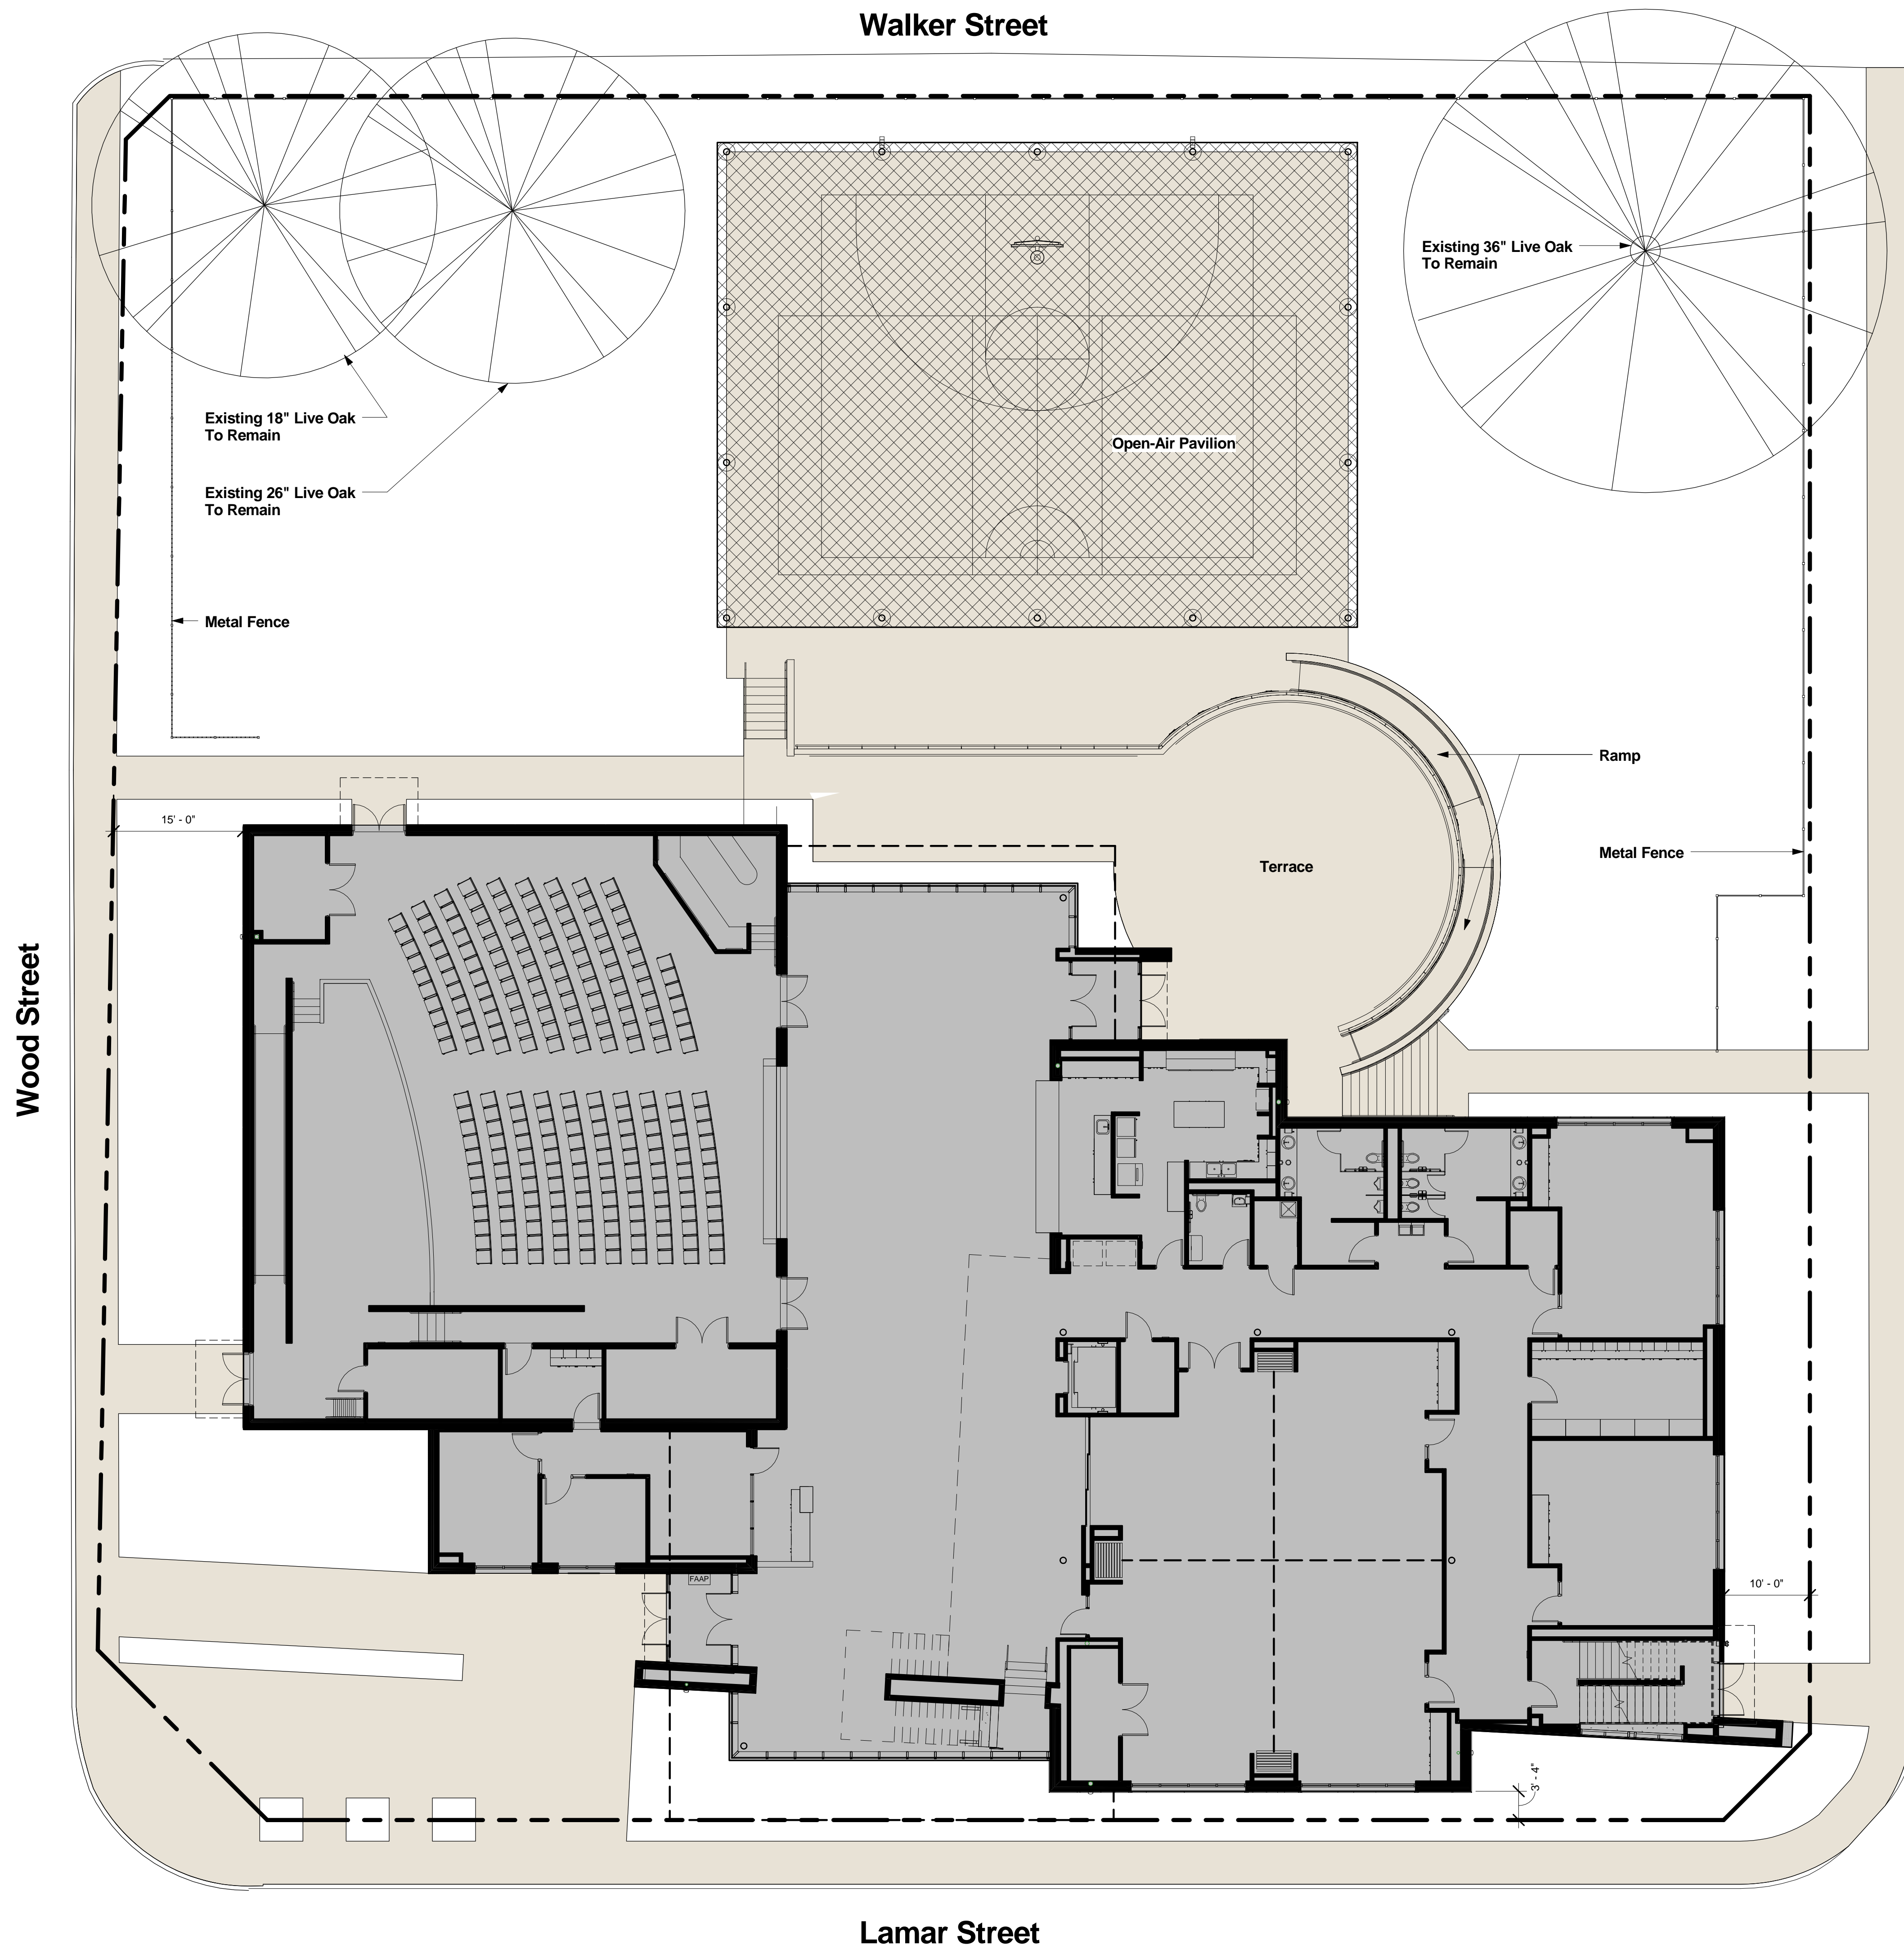 Walker Street
Existing 36" Live Oak
To Remain
Existing 18" Live Oak
To Remain
Open-Air Pavilion
Existing 26" Live Oak
To Remain
Metal Fence
Ramp
15' - 0"
Metal Fence
Terrace
Wood Street
FAAP
10' - 0"
3' - 4"
Lamar Street